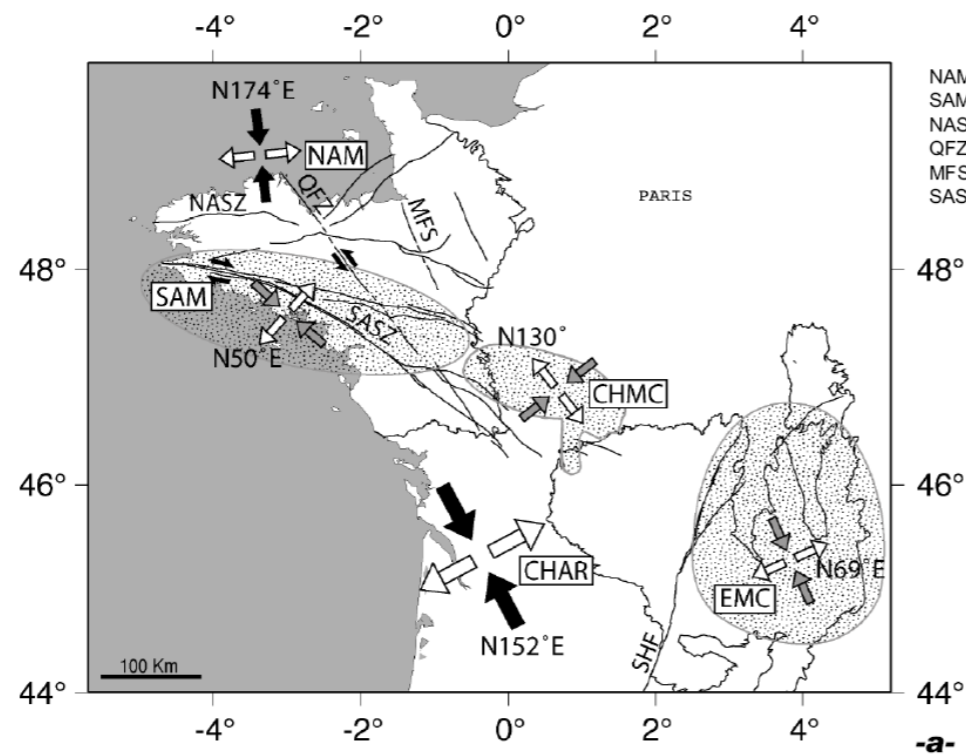 -4° -2° 0° 2° 4°
N174°E
NAM
NAM
SAM
NAS
QFZ
MFS
SAS
QFZ
NASZ
MFS
PARIS
48° 48°
SAM
SASZ
N50°E
N130°
CHMC
46° 46°
CHAR
N152°E
N69°E
EMC
SHF
100 Km
44° 44°
-4° -2° 0° 2° 4°
-a-